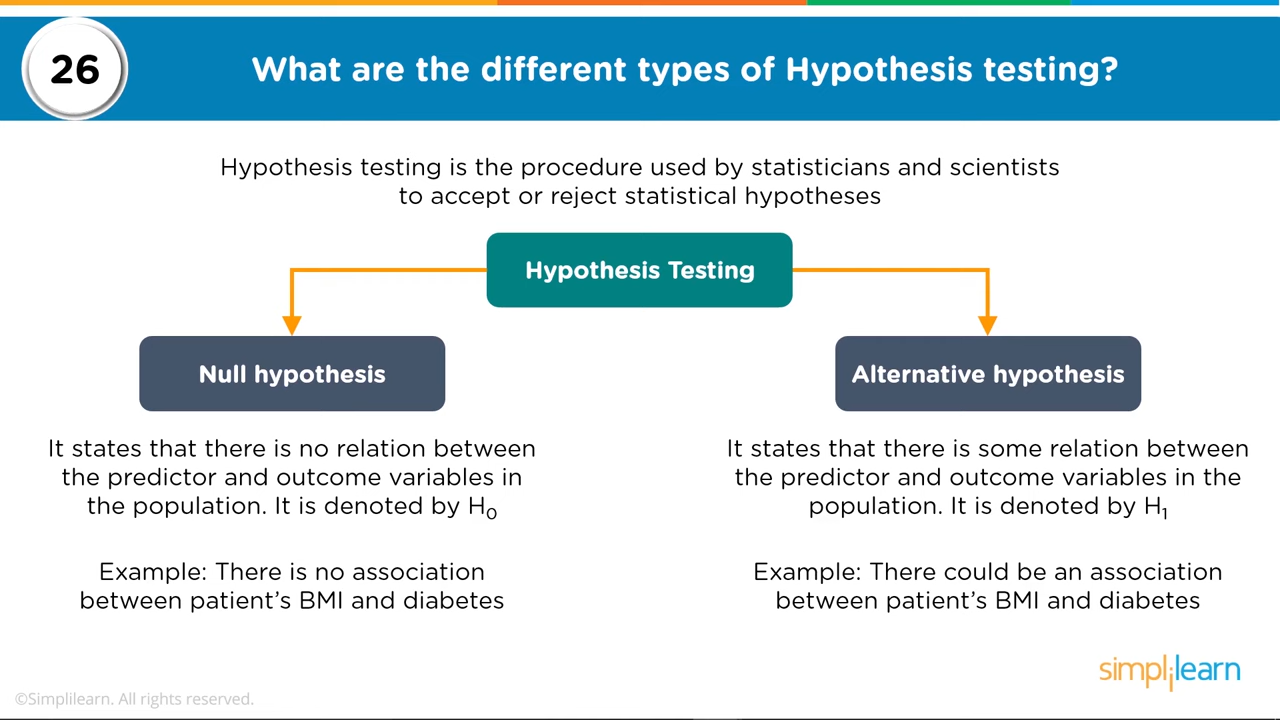 26
What are the different types of Hypothesis testing?
Hypothesis testing is the procedure used by statisticians and scientists
to accept or reject statistical hypotheses
Hypothesis Testing
Null hypothesis
Alternative hypothesis
It states that there is no relation between
the predictor and outcome variables in
the population. It is denoted by H₀
Example: There is no association
between patient’s BMI and diabetes
It states that there is some relation between
the predictor and outcome variables in the
population. It is denoted by H₁
Example: There could be an association
between patient’s BMI and diabetes
simplilearn
©Simplilearn. All rights reserved.